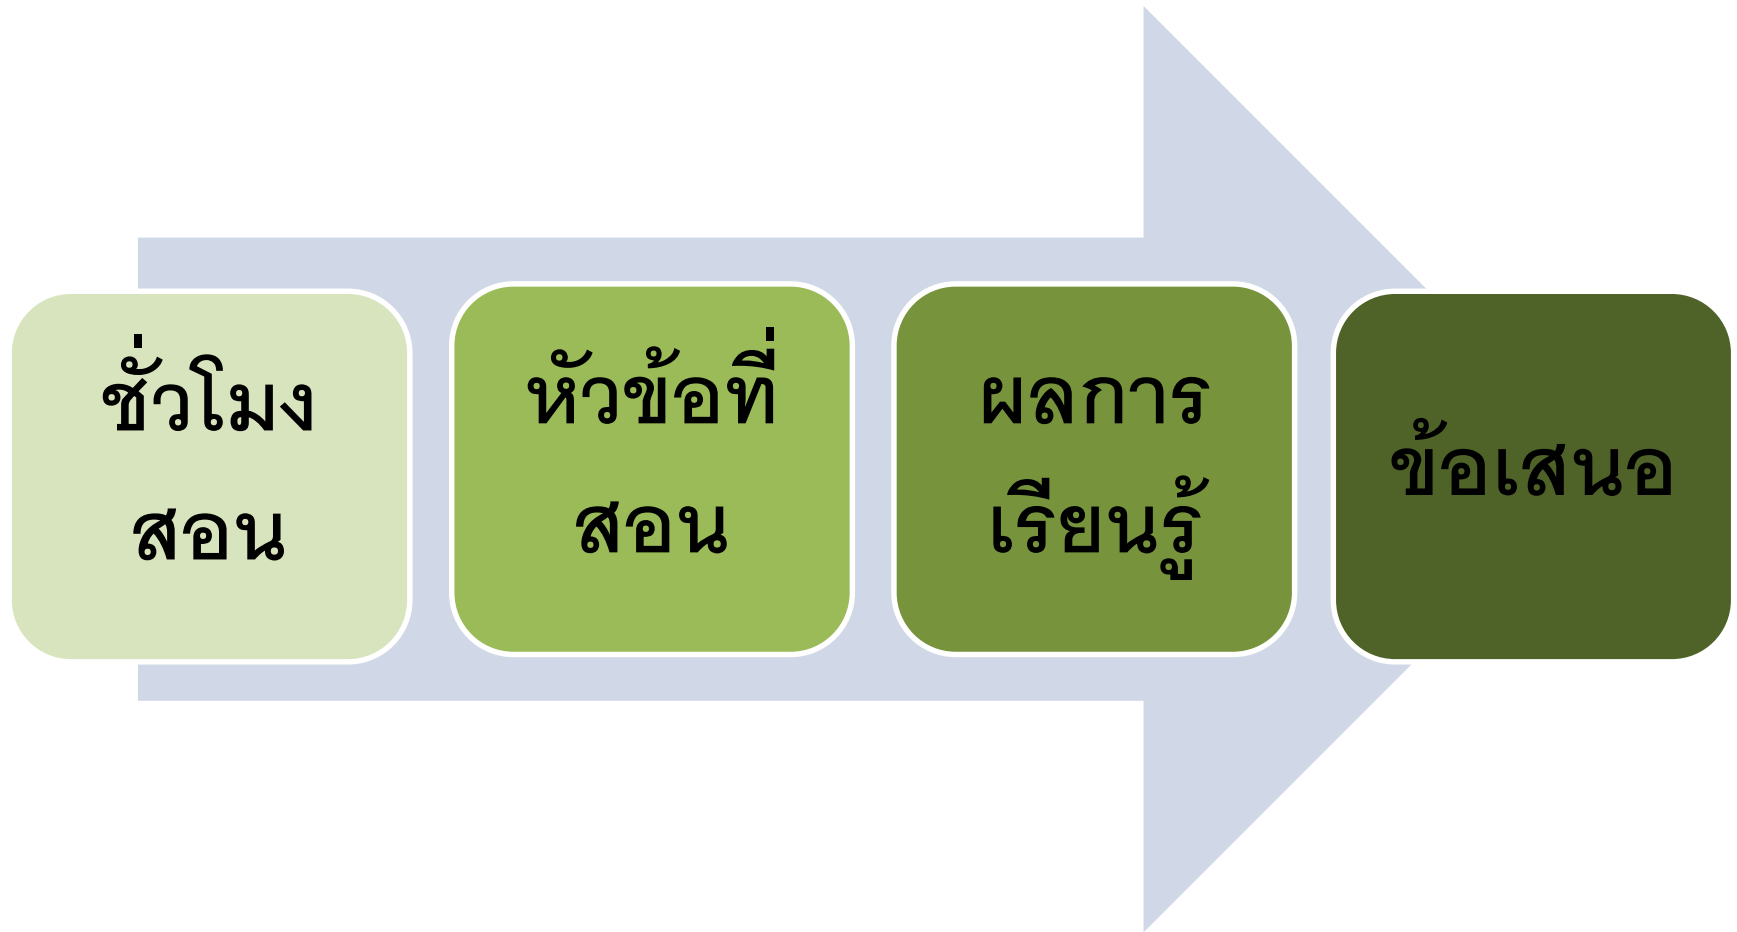 ชั่วโมง
สอน
หัวข้อที่
สอน
ผลการ
เรียนรู้
ข้อเสนอ